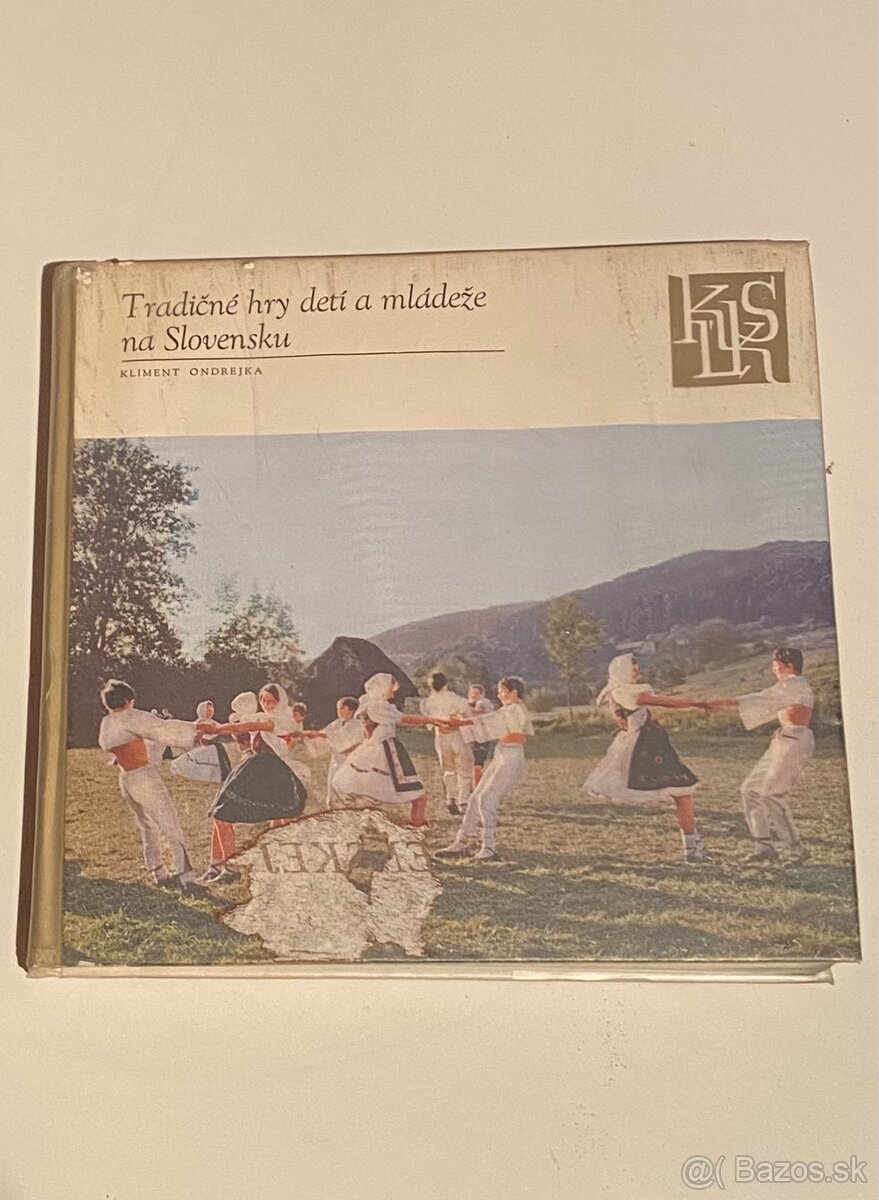 Tradičné hry detí a mládeže
na Slovensku
KLIMENT ONDREJKA
@( Bazos.sk